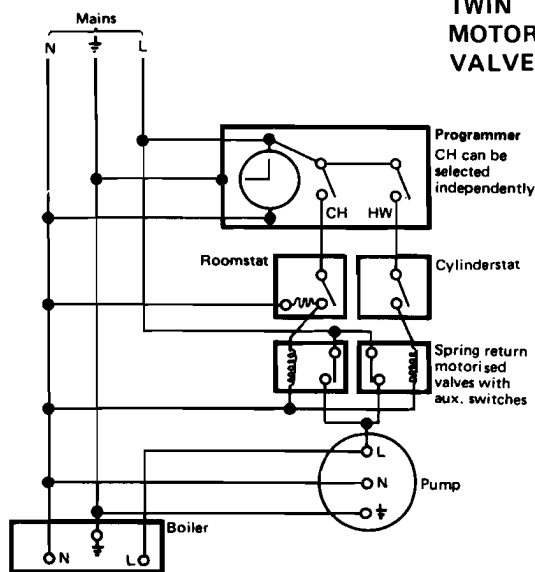 TWIN
MOTOR
VALVE
Mains
N ⏚ L
Programmer
CH can be
selected
independently
CH HW
Roomstat
Cylinderstat
Spring return
motorised
valves with
aux. switches
L
N
Pump
⏚
Boiler
N ⏚ L